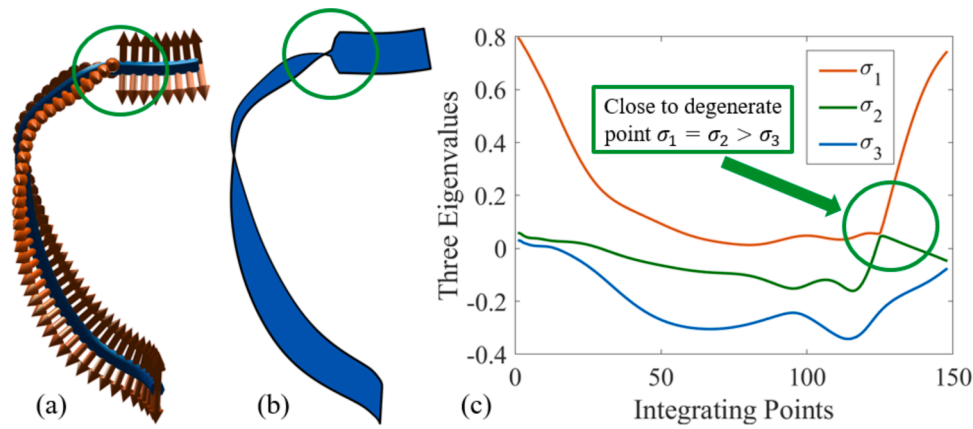 (a)
(b)
(c)
Three Eigenvalues
0.8
0.6
0.4
0.2
0
-0.2
-0.4
Close to degenerate
point σ₁ = σ₂ > σ₃
σ₁
σ₂
σ₃
0
50
100
150
Integrating Points